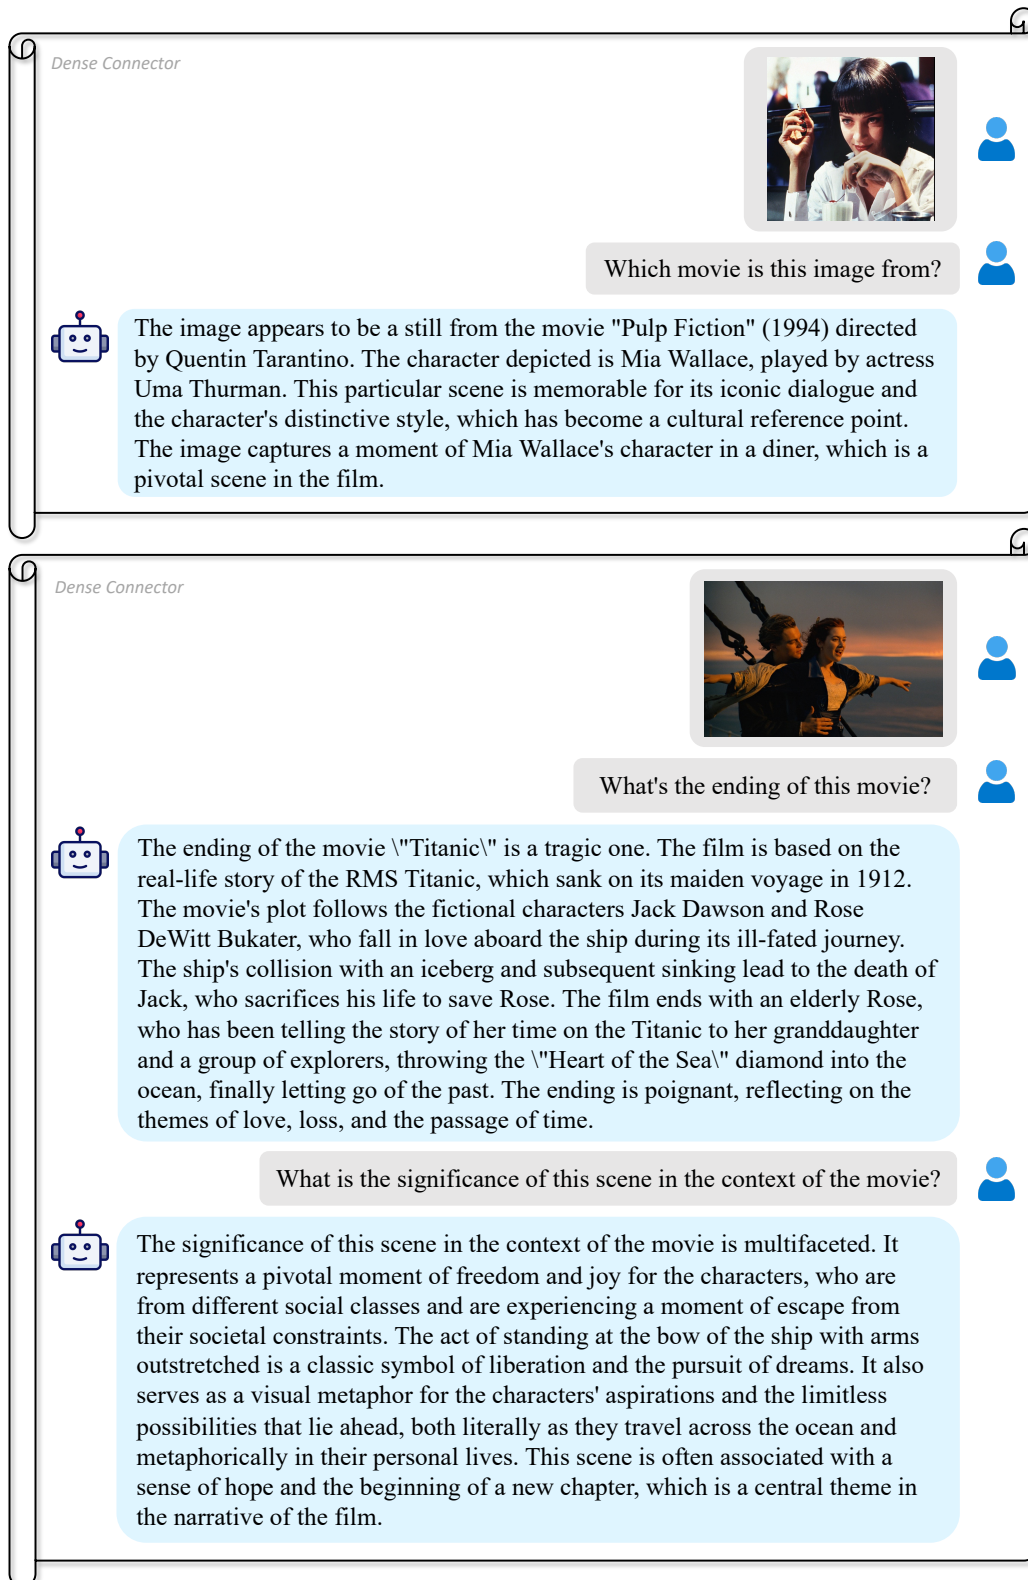 Dense Connector
Which movie is this image from?
The image appears to be a still from the movie "Pulp Fiction" (1994) directed
by Quentin Tarantino. The character depicted is Mia Wallace, played by actress
Uma Thurman. This particular scene is memorable for its iconic dialogue and
the character's distinctive style, which has become a cultural reference point.
The image captures a moment of Mia Wallace's character in a diner, which is a
pivotal scene in the film.
Dense Connector
What's the ending of this movie?
The ending of the movie \"Titanic\" is a tragic one. The film is based on the
real-life story of the RMS Titanic, which sank on its maiden voyage in 1912.
The movie's plot follows the fictional characters Jack Dawson and Rose
DeWitt Bukater, who fall in love aboard the ship during its ill-fated journey.
The ship's collision with an iceberg and subsequent sinking lead to the death of
Jack, who sacrifices his life to save Rose. The film ends with an elderly Rose,
who has been telling the story of her time on the Titanic to her granddaughter
and a group of explorers, throwing the \"Heart of the Sea\" diamond into the
ocean, finally letting go of the past. The ending is poignant, reflecting on the
themes of love, loss, and the passage of time.
What is the significance of this scene in the context of the movie?
The significance of this scene in the context of the movie is multifaceted. It
represents a pivotal moment of freedom and joy for the characters, who are
from different social classes and are experiencing a moment of escape from
their societal constraints. The act of standing at the bow of the ship with arms
outstretched is a classic symbol of liberation and the pursuit of dreams. It also
serves as a visual metaphor for the characters' aspirations and the limitless
possibilities that lie ahead, both literally as they travel across the ocean and
metaphorically in their personal lives. This scene is often associated with a
sense of hope and the beginning of a new chapter, which is a central theme in
the narrative of the film.